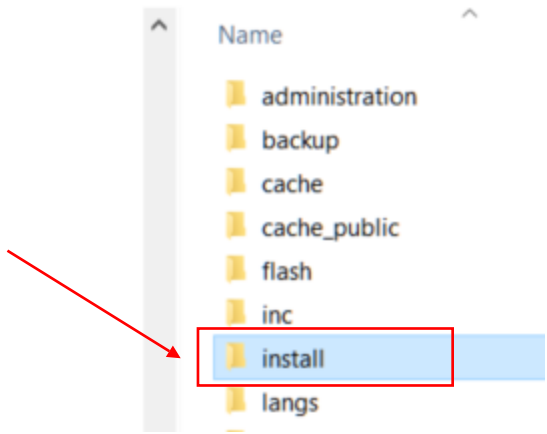 Name
administration
backup
cache
cache_public
flash
inc
install
langs